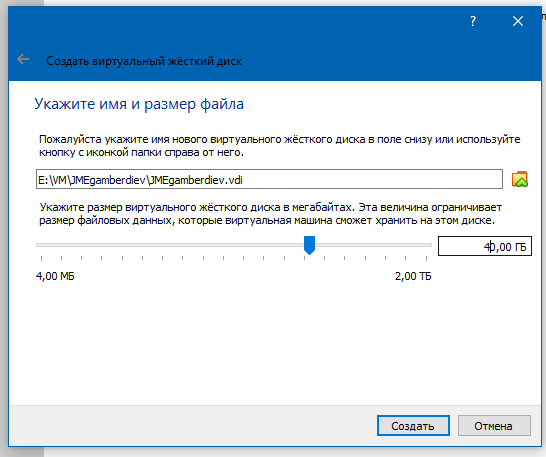 ?
Создать виртуальный жёсткий диск
Укажите имя и размер файла
Пожалуйста укажите имя нового виртуального жёсткого диска в поле снизу или используйте
кнопку с иконкой папки справа от него.
E:\VM\JMEgamberdiev\JMEgamberdiev.vdi
Укажите размер виртуального жёсткого диска в мегабайтах. Эта величина ограничивает
размер файловых данных, которые виртуальная машина сможет хранить на этом диске.
40,00 ГБ
4,00 МБ
2,00 ТБ
Создать
Отмена